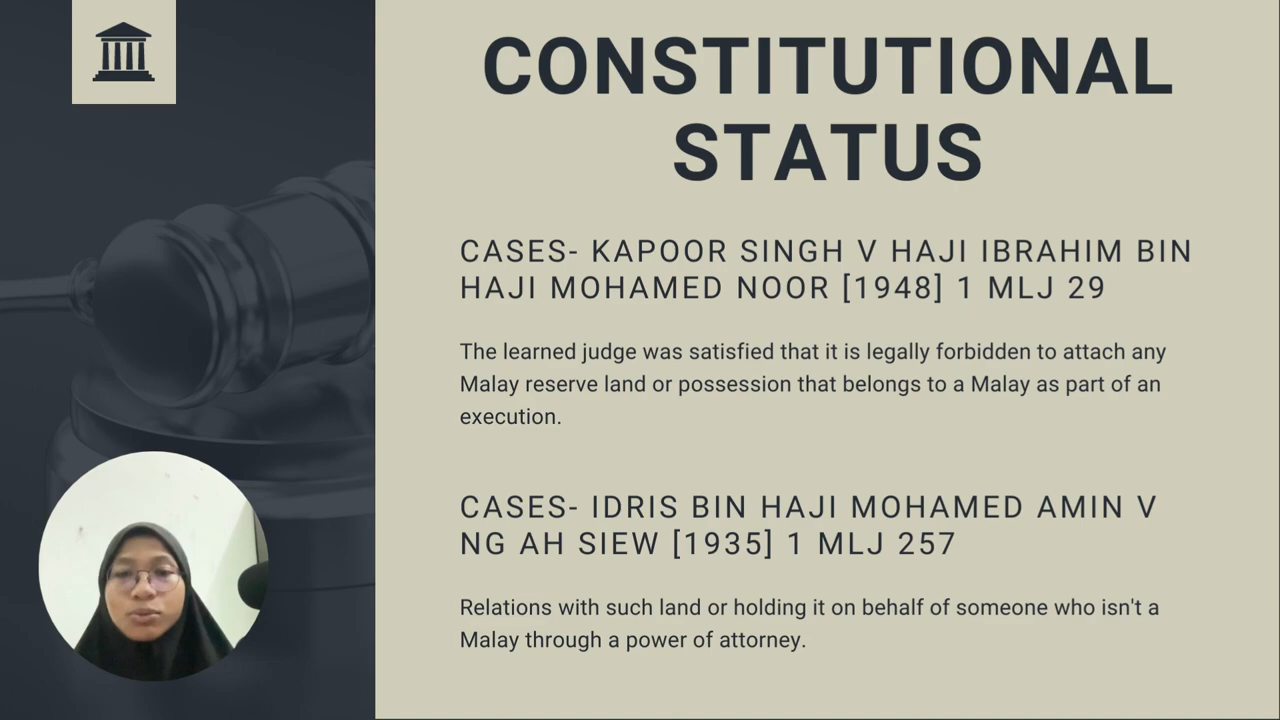 CONSTITUTIONAL
STATUS
CASES- KAPOOR SINGH V HAJI IBRAHIM BIN
HAJI MOHAMED NOOR [1948] 1 MLJ 29
The learned judge was satisfied that it is legally forbidden to attach any
Malay reserve land or possession that belongs to a Malay as part of an
execution.
CASES- IDRIS BIN HAJI MOHAMED AMIN V
NG AH SIEW [1935] 1 MLJ 257
Relations with such land or holding it on behalf of someone who isn't a
Malay through a power of attorney.